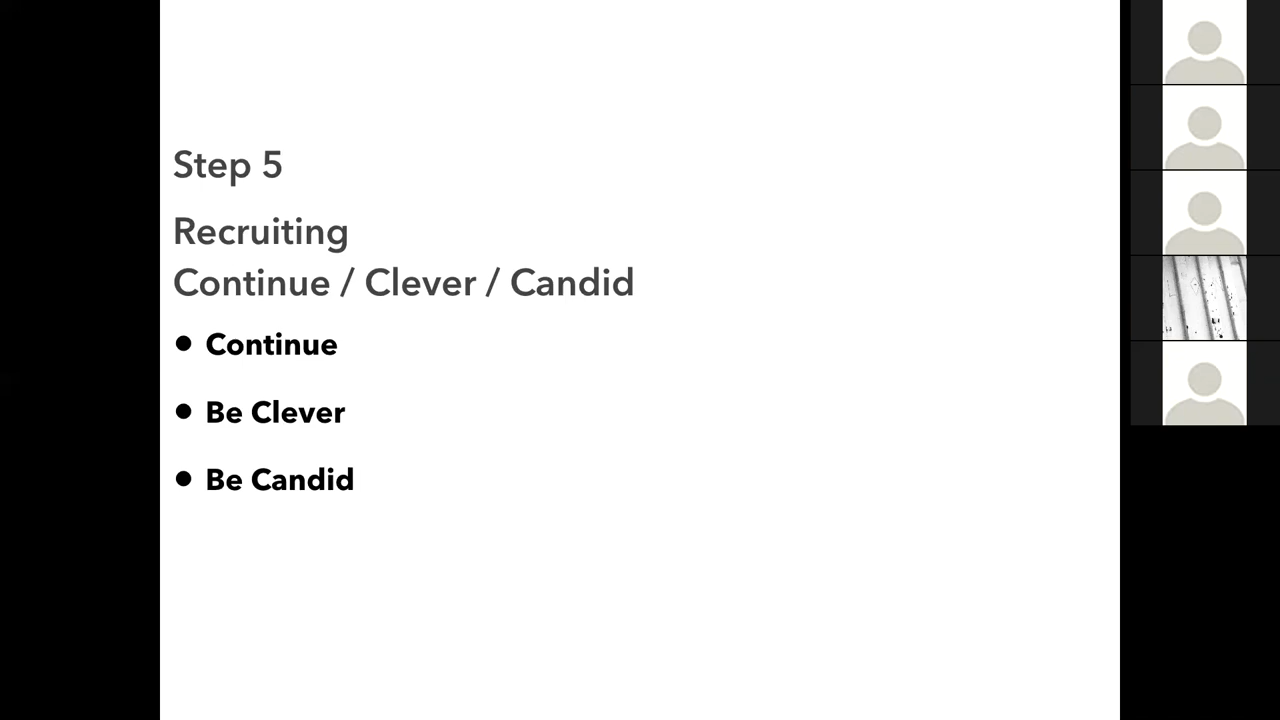 Step 5
Recruiting
Continue / Clever / Candid
• Continue
• Be Clever
• Be Candid